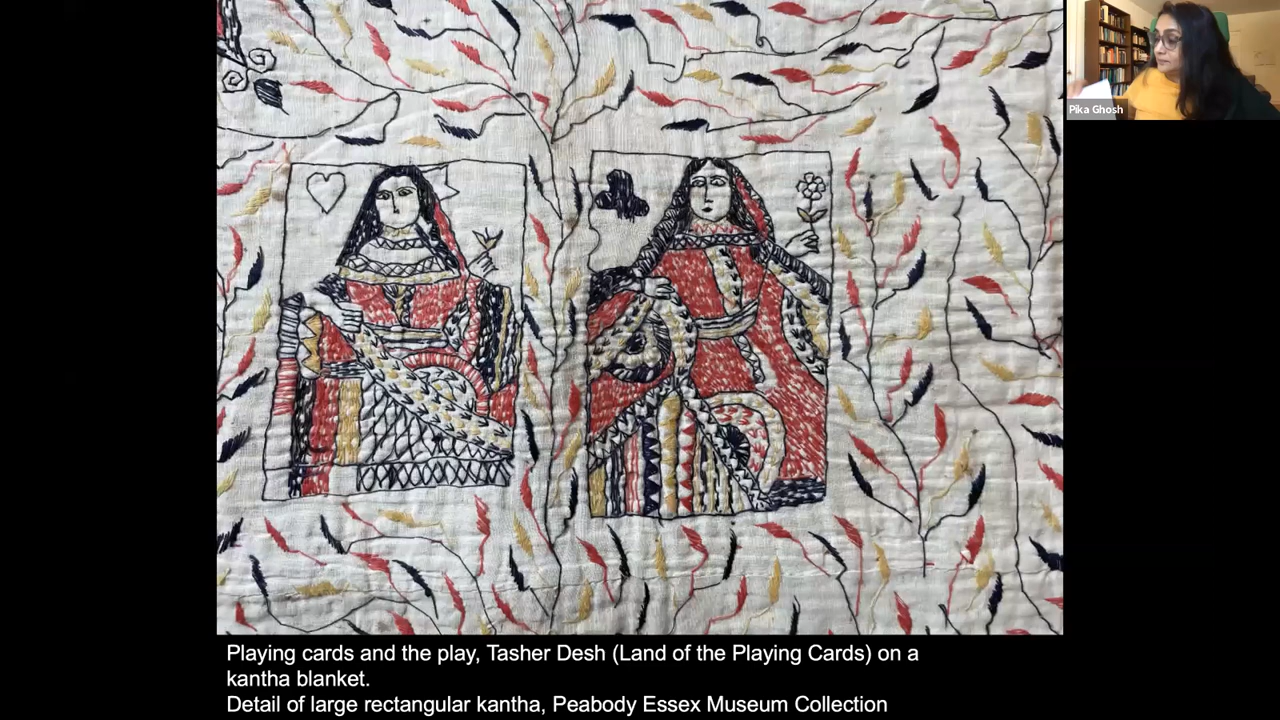 Pika Ghosh
Playing cards and the play, Tasher Desh (Land of the Playing Cards) on a
kantha blanket.
Detail of large rectangular kantha, Peabody Essex Museum Collection